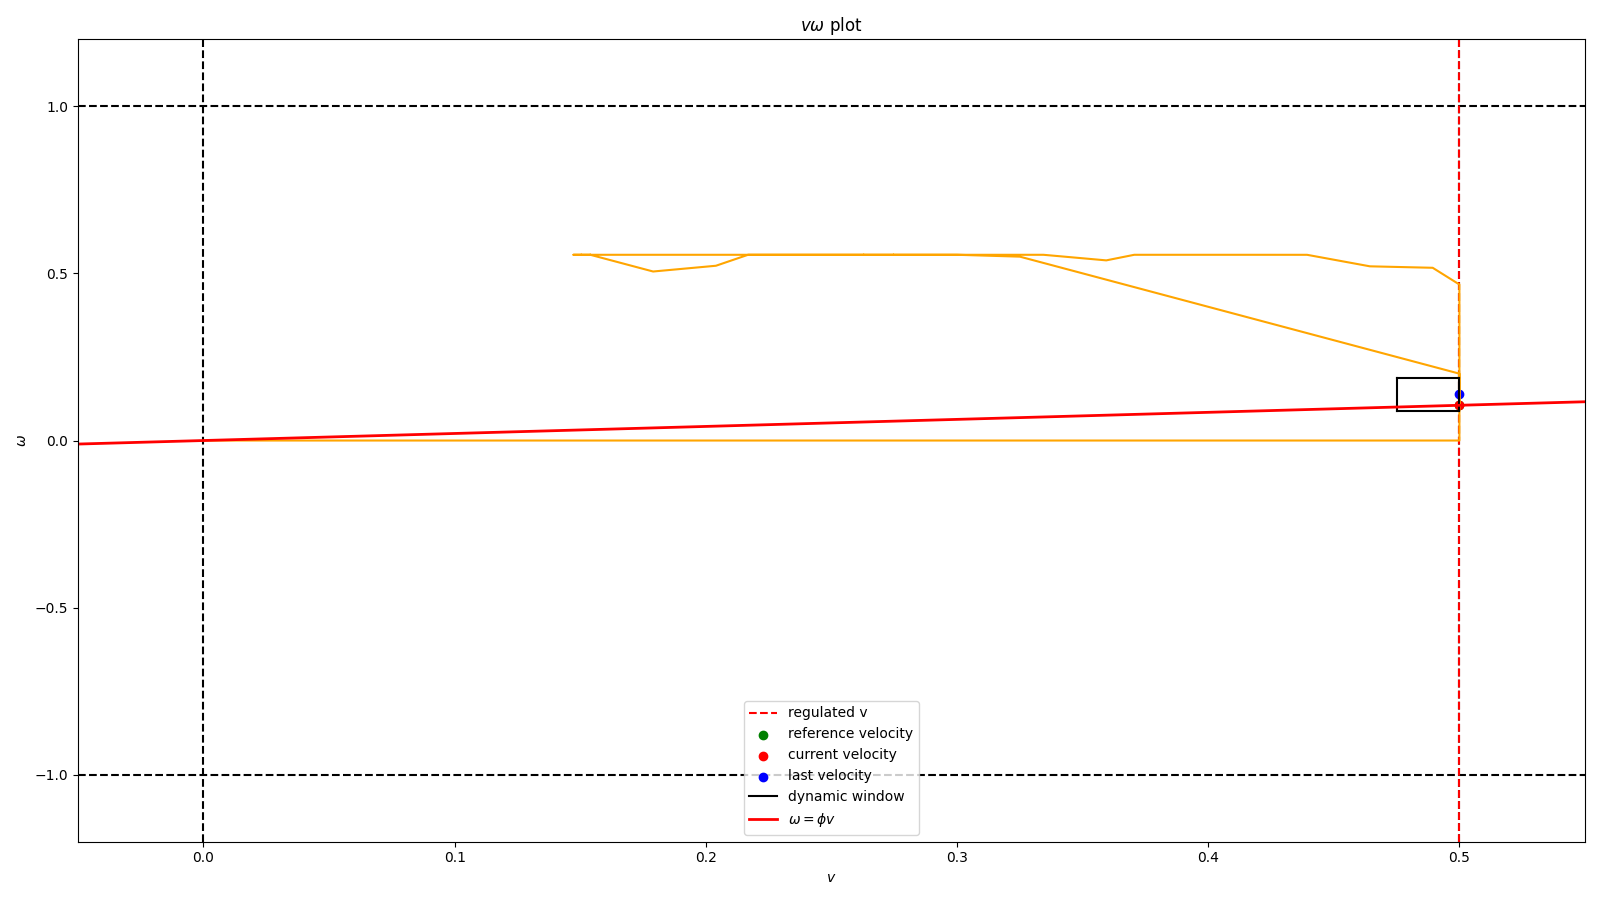 vω plot
1.0
0.5
0.0
−0.5
−1.0
ω
regulated v
reference velocity
current velocity
last velocity
dynamic window
ω = ϕv
0.0 0.1 0.2 0.3 0.4 0.5
v